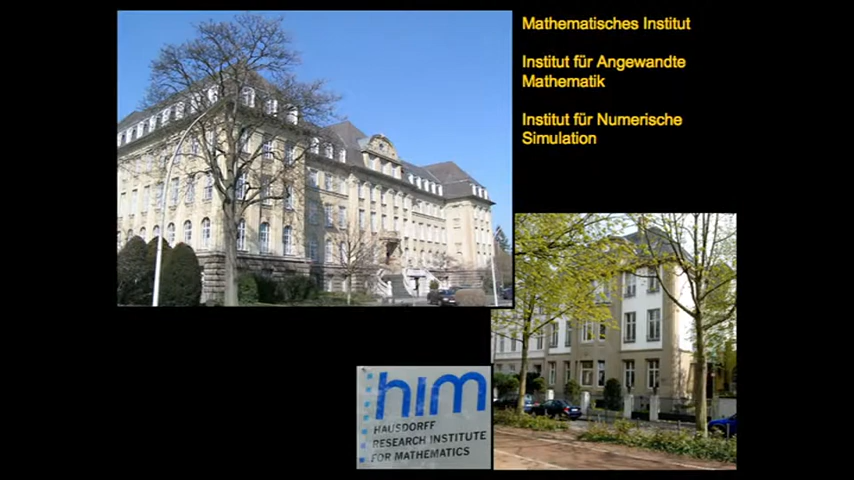 Mathematisches Institut
Institut für Angewandte
Mathematik
Institut für Numerische
Simulation
him
HAUSDORFF
RESEARCH INSTITUTE
FOR MATHEMATICS